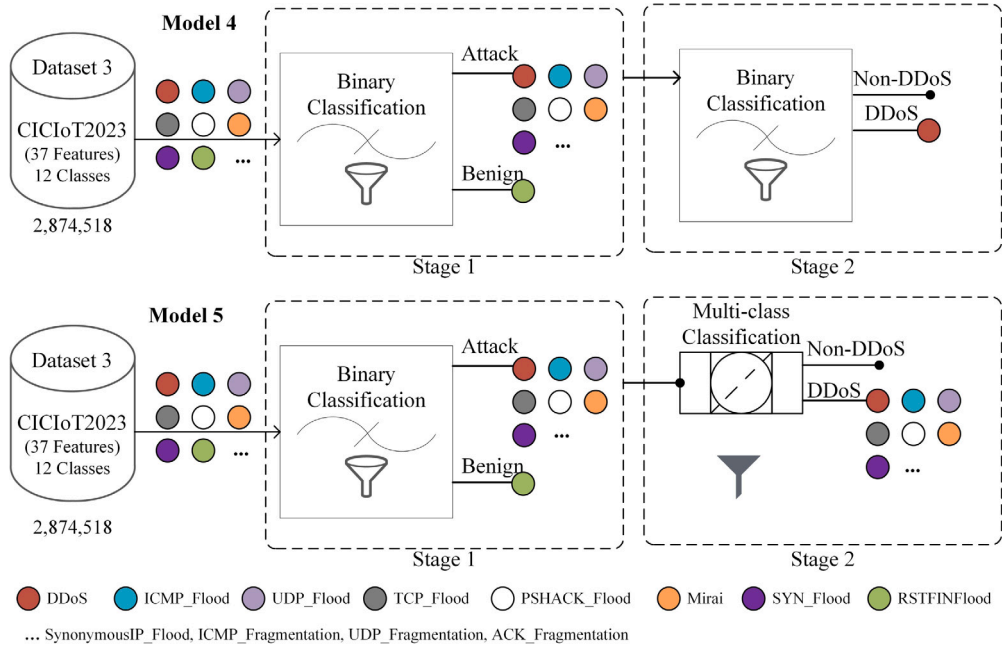 Model 4
Dataset 3
CICIoT2023
(37 Features)
12 Classes
2,874,518
...
Binary
Classification
Attack
...
Benign
Stage 1
Binary
Classification
Non-DDoS
DDoS
Stage 2
Model 5
Dataset 3
CICIoT2023
(37 Features)
12 Classes
2,874,518
...
Binary
Classification
Attack
...
Benign
Stage 1
Multi-class
Classification
Non-DDoS
DDoS
...
Stage 2
DDoS ICMP_Flood UDP_Flood TCP_Flood PSHACK_Flood Mirai SYN_Flood RSTFINFlood
... SynonymousIP_Flood, ICMP_Fragmentation, UDP_Fragmentation, ACK_Fragmentation